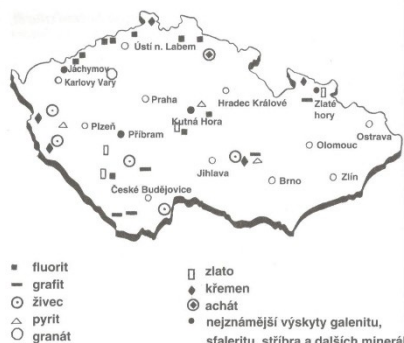 Ústí n. Labem
Jáchymov
Karlovy Vary
Praha
Hradec Králové
Zlaté
hory
Kutná Hora
Plzeň
Příbram
Ostrava
Olomouc
Jihlava
České Budějovice
Brno
Zlín
fluorit
grafit
živec
pyrit
granát
zlato
křemen
achát
nejznámější výskyty galenitu,
sfaleritu, stříbra a dalších minerál